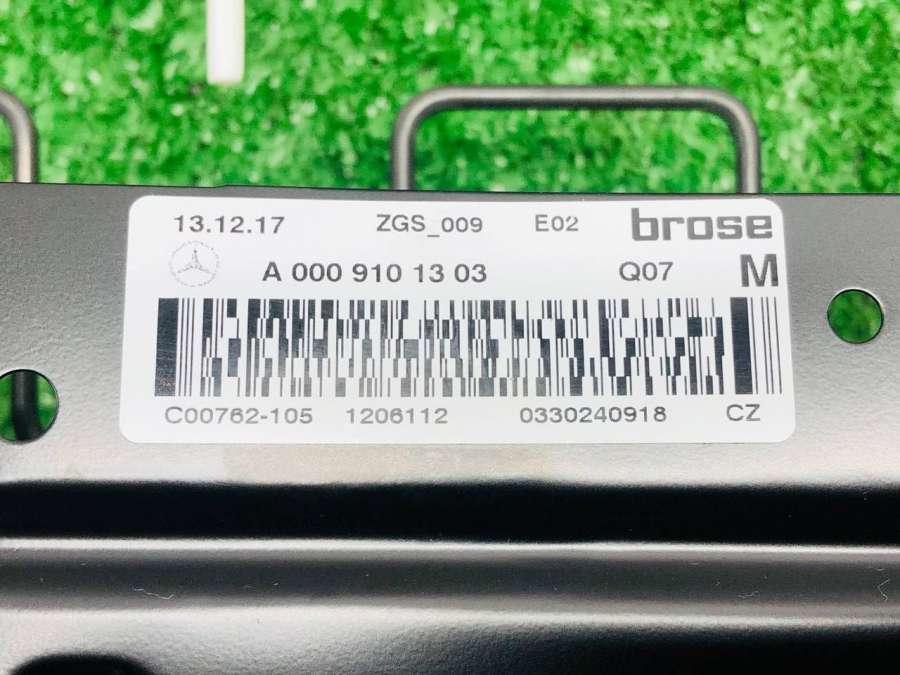 13.12.17 ZGS_009 E02 brose
A 000 910 13 03 Q07 M
C00762-105 1206112 0330240918 CZ